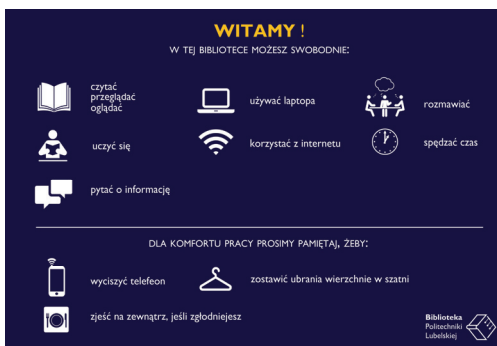 WITAMY !
W TEJ BIBLIOTECE MOŻESZ SWOBODNIE:
czytać
przeglądać
oglądać
używać laptopa
rozmawiać
uczyć się
korzystać z internetu
spędzać czas
pytać o informację
DLA KOMFORTU PRACY PROSIMY PAMIĘTAJ, ŻEBY:
wyciszyć telefeon
zostawić ubrania wierzchnie w szatni
zjeść na zewnątrz, jeśli zgłodniejesz
Biblioteka
Politechniki
Lubelskiej